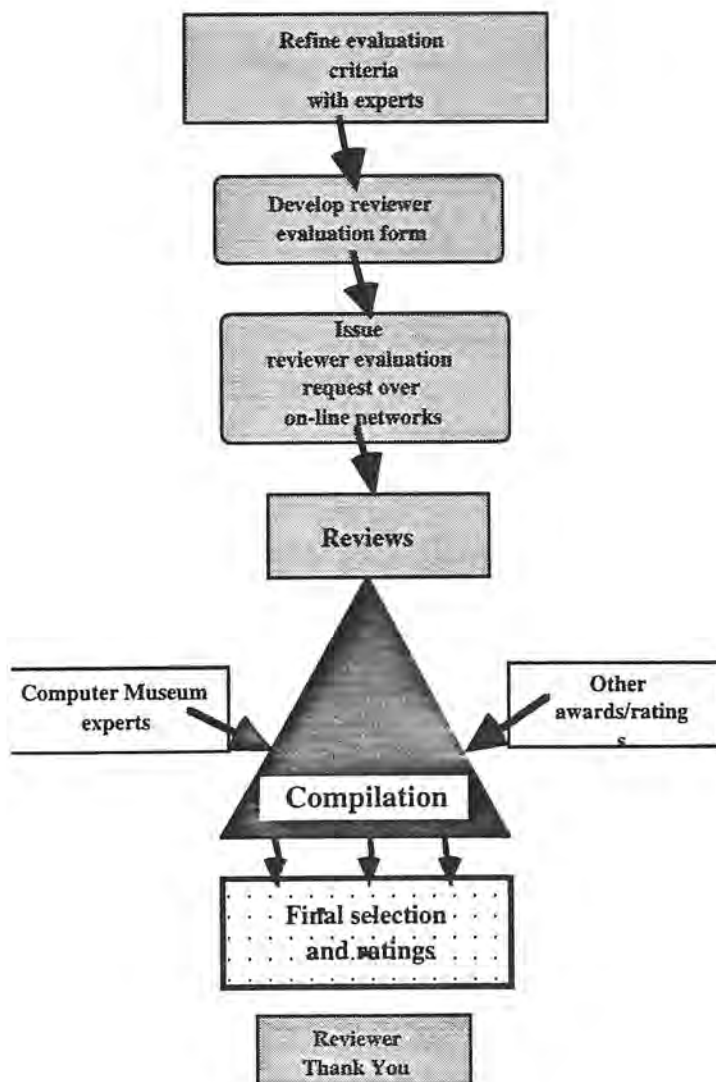 Refine evaluation
criteria
with experts
Develop reviewer
evaluation form
Issue
reviewer evaluation
request over
on-line networks
Reviews
Computer Museum
experts
Other
awards/rating
s
Compilation
Final selection
and ratings
Reviewer
Thank You